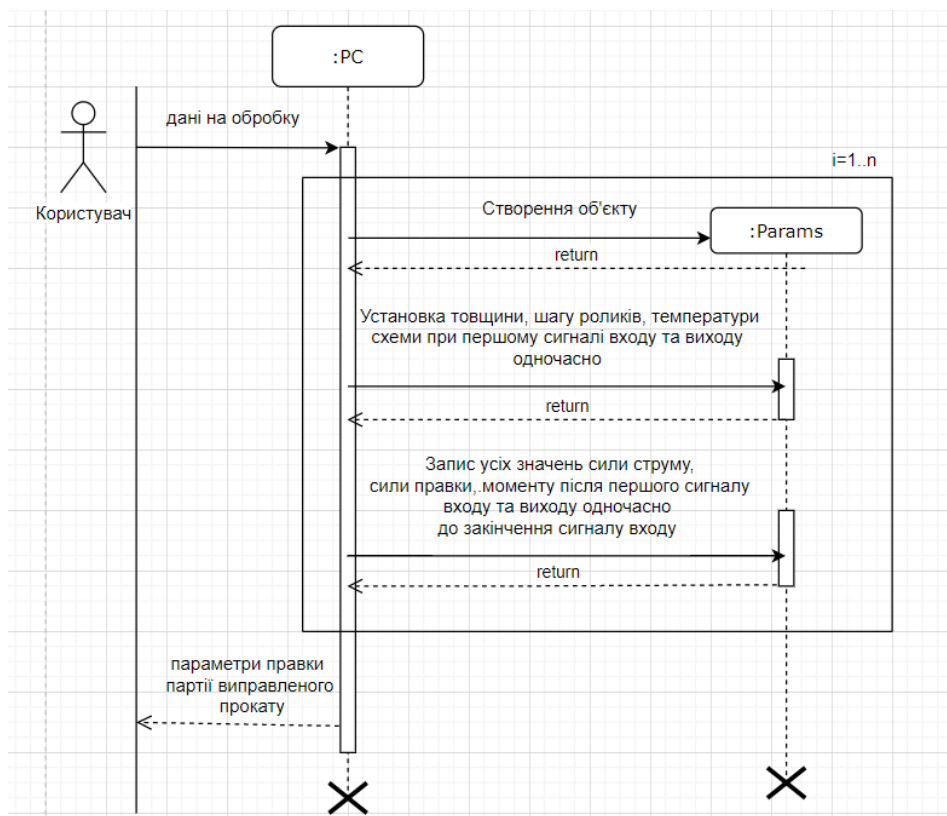 :PC
дані на обробку
i=1..n
Користувач
Створення об'єкту
:Params
return
Установка товщини, шагу роликів, температури
схеми при першому сигналі входу та виходу
одночасно
return
Запис усіх значень сили струму,
сили правки,.моменту після першого сигналу
входу та виходу одночасно
до закінчення сигналу входу
return
параметри правки
партії виправленого
прокату